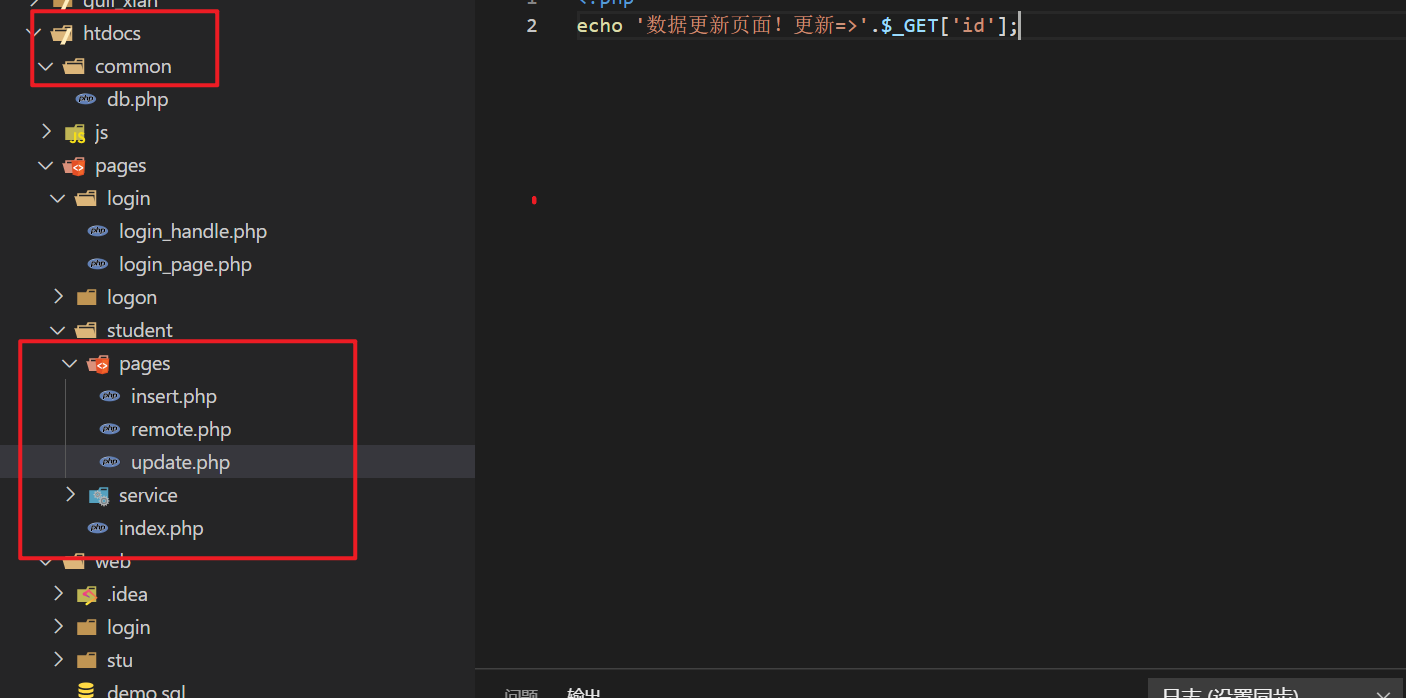 guli_xian
htdocs
common
db.php
js
pages
login
login_handle.php
login_page.php
logon
student
pages
insert.php
remote.php
update.php
service
index.php
web
.idea
login
stu
demo.sql
1 <?php
2 echo '数据更新页面！更新=>'.$_GET['id'];
问题 输出
日志 (设置同步)